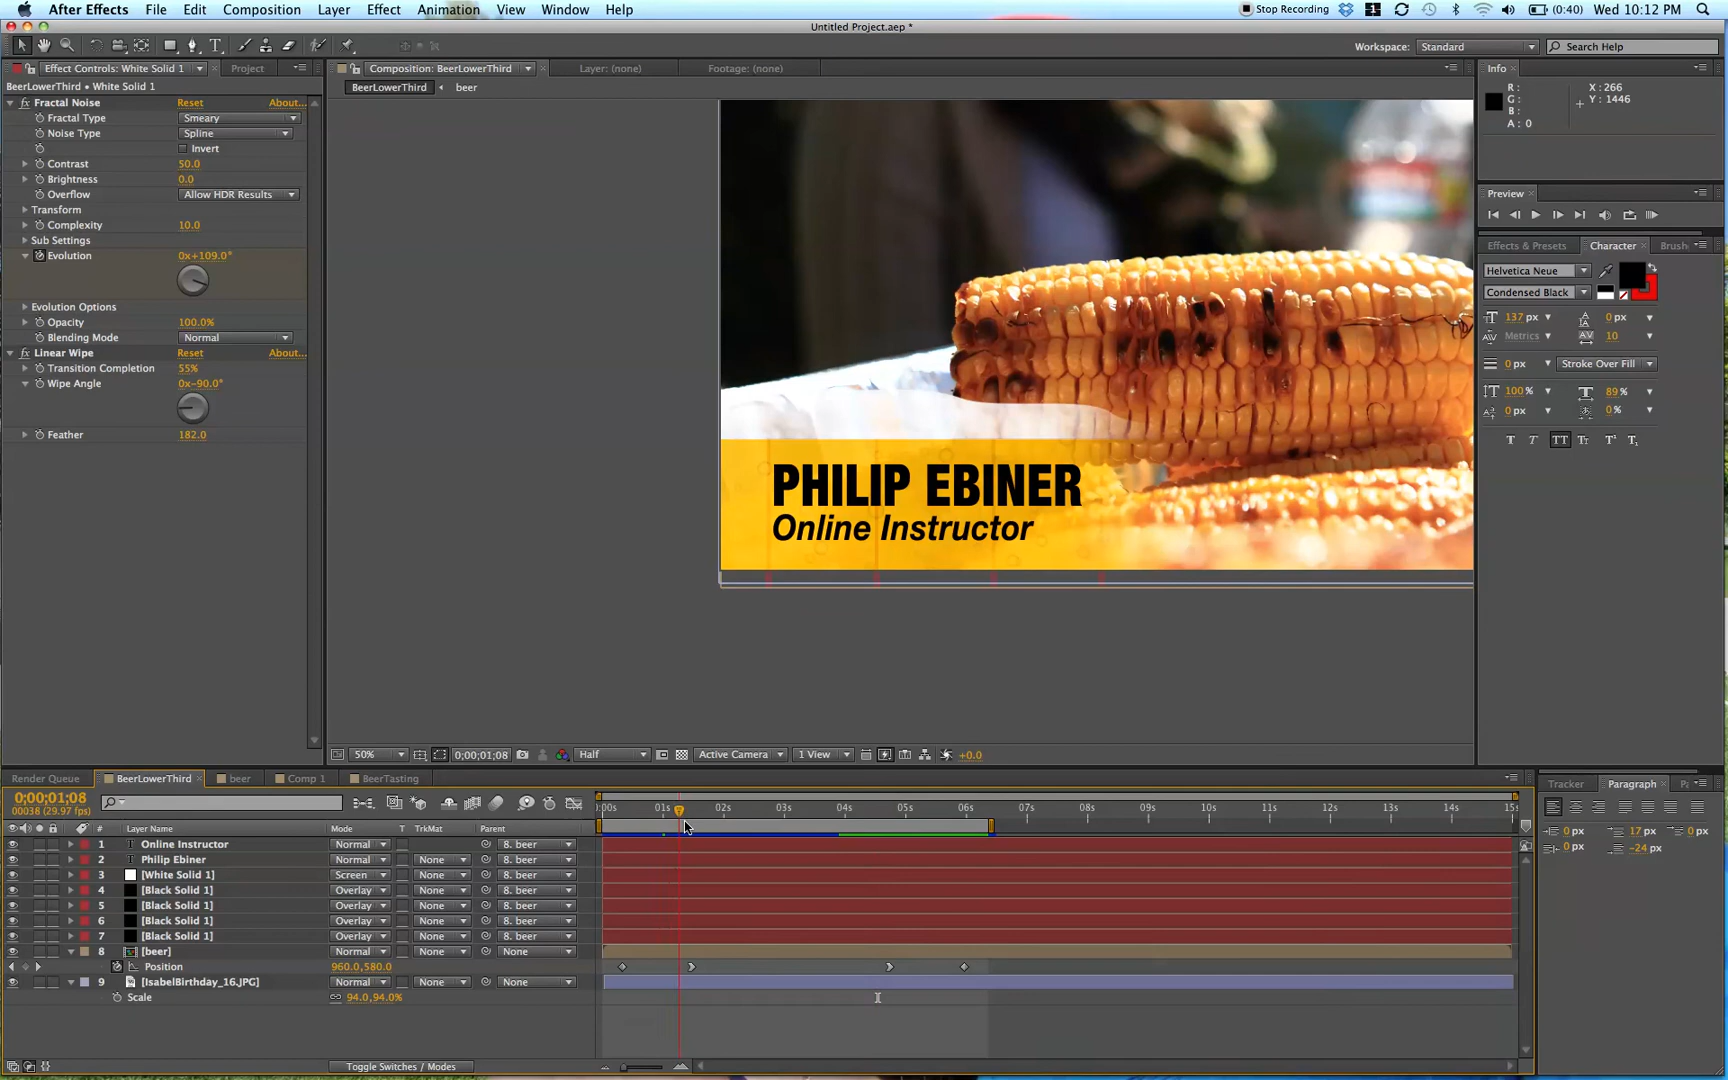 After Effects File Edit Composition Layer Effect Animation View Window Help
Stop Recording (0:40) Wed 10:12 PM
Untitled Project.aep *
Workspace: Standard Search Help
Effect Controls: White Solid 1 Project
Composition: BeerLowerThird Layer: (none) Footage: (none)
BeerLowerThird • White Solid 1
BeerLowerThird beer
Fractal Noise Reset About...
Fractal Type Smeary
Noise Type Spline
Invert
Contrast 50.0
Brightness 0.0
Overflow Allow HDR Results
Transform
Complexity 10.0
Sub Settings
Evolution 0x+109.0°
Evolution Options
Opacity 100.0%
Blending Mode Normal
Linear Wipe Reset About...
Transition Completion 55%
Wipe Angle 0x-90.0°
Feather 182.0
PHILIP EBINER
Online Instructor
Info
R : X : 266
G : Y : 1446
B :
A : 0
Preview
Effects & Presets Character Brush
Helvetica Neue
Condensed Black
137 px 0 px
Metrics 10
0 px Stroke Over Fill
100 % 89 %
0 px 0 %
50% 0;00;01;08 Half Active Camera 1 View +0.0
Render Queue BeerLowerThird beer Comp 1 BeerTasting
0;00;01;08
00038 (29.97 fps)
:00s 01s 02s 03s 04s 05s 06s 07s 08s 09s 10s 11s 12s 13s 14s 15s
# Layer Name Mode T TrkMat Parent
1 Online Instructor Normal 8. beer
2 Philip Ebiner Normal None 8. beer
3 [White Solid 1] Screen None 8. beer
4 [Black Solid 1] Overlay None 8. beer
5 [Black Solid 1] Overlay None 8. beer
6 [Black Solid 1] Overlay None 8. beer
7 [Black Solid 1] Overlay None 8. beer
8 [beer] Normal None None
Position 960.0,580.0
9 [IsabelBirthday_16.JPG] Normal None None
Scale 94.0,94.0%
Toggle Switches / Modes
Tracker Paragraph
0 px 17 px 0 px
0 px -24 px